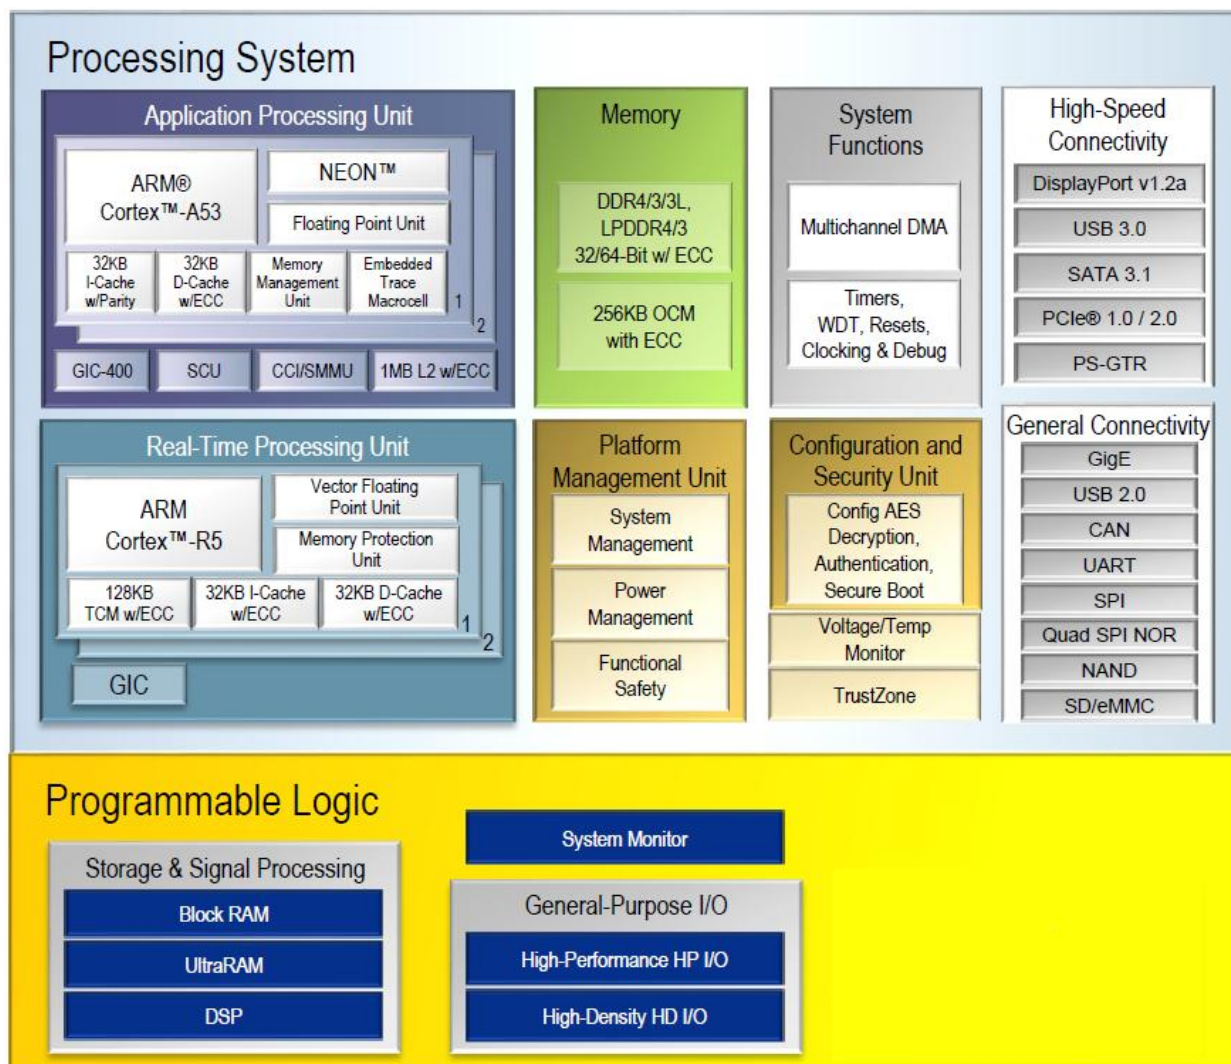 Processing System
Application Processing Unit
ARM®
Cortex™-A53
NEON™
Floating Point Unit
32KB
I-Cache
w/Parity
32KB
D-Cache
w/ECC
Memory
Management
Unit
Embedded
Trace
Macrocell
1
2
GIC-400
SCU
CCI/SMMU
1MB L2 w/ECC
Memory
DDR4/3/3L,
LPDDR4/3
32/64-Bit w/ ECC
256KB OCM
with ECC
System
Functions
Multichannel DMA
Timers,
WDT, Resets,
Clocking & Debug
High-Speed
Connectivity
DisplayPort v1.2a
USB 3.0
SATA 3.1
PCIe® 1.0 / 2.0
PS-GTR
Real-Time Processing Unit
ARM
Cortex™-R5
Vector Floating
Point Unit
Memory Protection
Unit
128KB
TCM w/ECC
32KB I-Cache
w/ECC
32KB D-Cache
w/ECC
1
2
GIC
Platform
Management Unit
System
Management
Power
Management
Functional
Safety
Configuration and
Security Unit
Config AES
Decryption,
Authentication,
Secure Boot
Voltage/Temp
Monitor
TrustZone
General Connectivity
GigE
USB 2.0
CAN
UART
SPI
Quad SPI NOR
NAND
SD/eMMC
Programmable Logic
Storage & Signal Processing
Block RAM
UltraRAM
DSP
System Monitor
General-Purpose I/O
High-Performance HP I/O
High-Density HD I/O